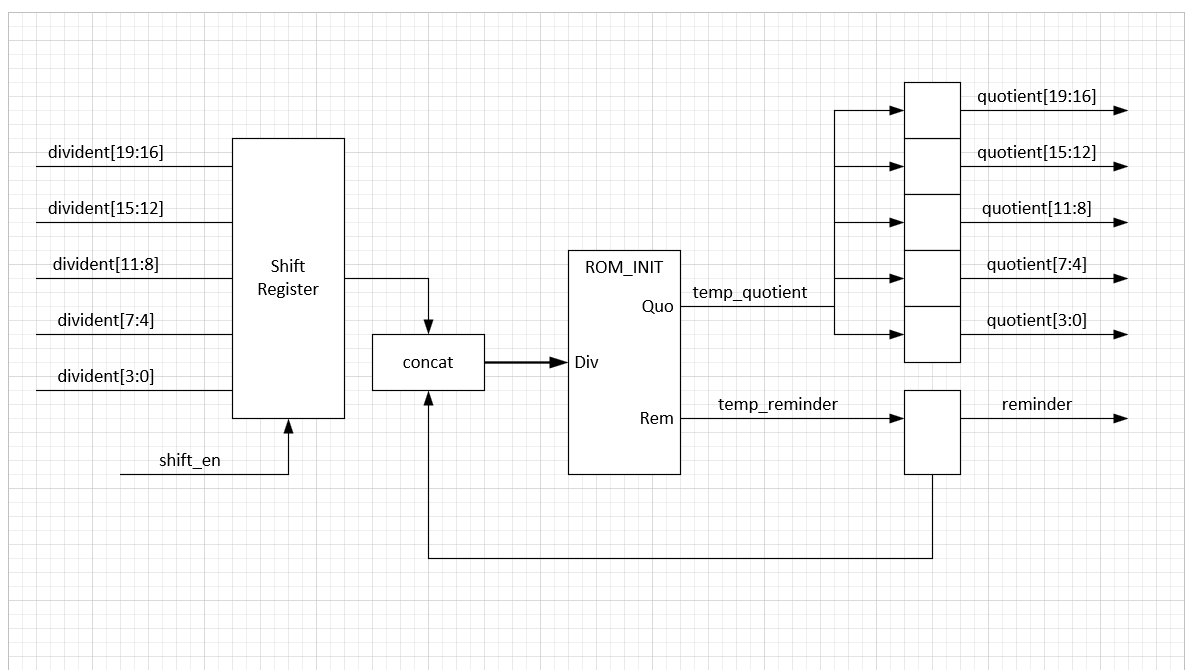 quotient[19:16]
divident[19:16]
quotient[15:12]
divident[15:12]
quotient[11:8]
divident[11:8]
Shift
Register
ROM_INIT
quotient[7:4]
temp_quotient
Quo
divident[7:4]
quotient[3:0]
concat
Div
divident[3:0]
temp_reminder
reminder
Rem
shift_en